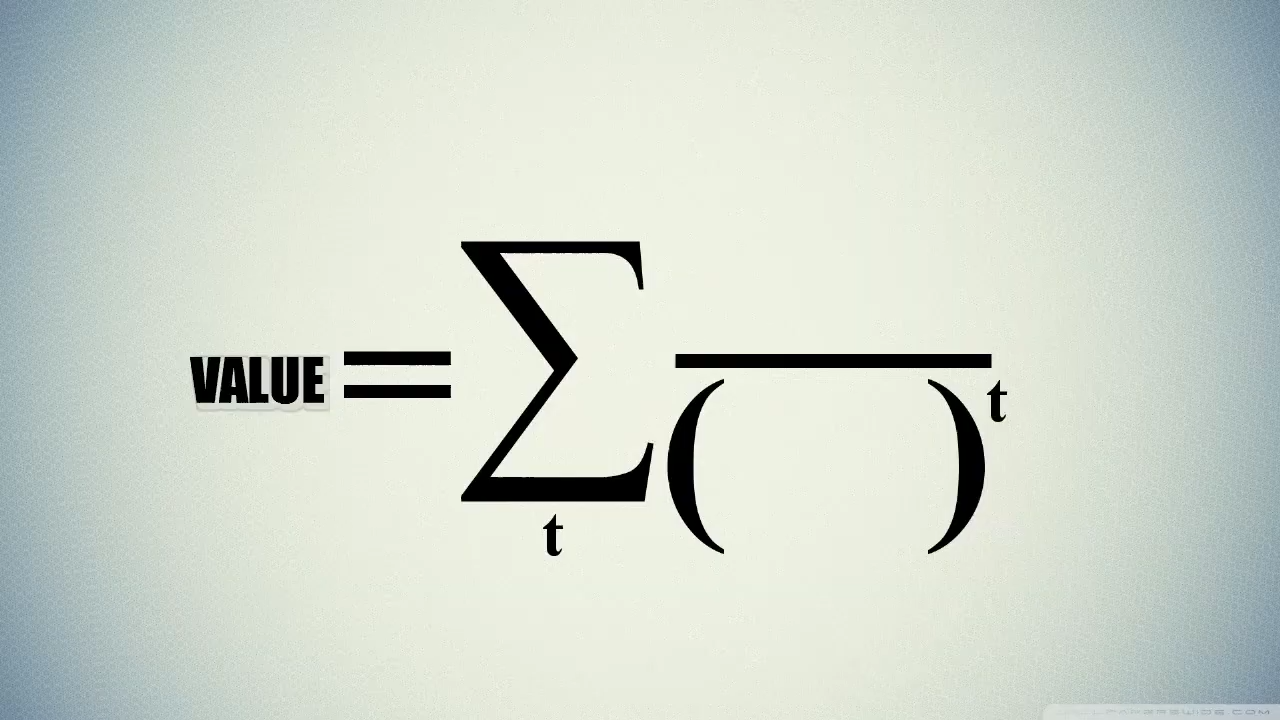 VALUE = Σ ( )t
t